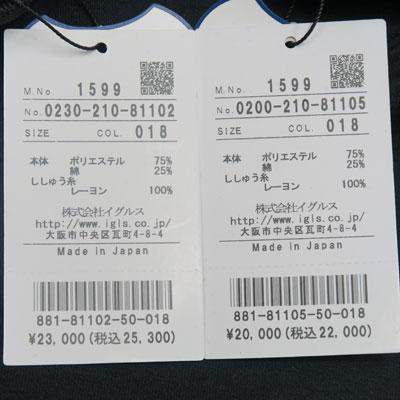 M.No. 1599
No. 0230-210-81102
SIZE COL. 018
本体 ポリエステル 75%
綿 25%
ししゅう糸
レーヨン 100%
株式会社イグルス
http://www.igls.co.jp/
大阪市中央区瓦町4-8-4
Made in Japan
881-81102-50-018
¥23,000(税込25,300)
M.No. 1599
No. 0200-210-81105
SIZE COL. 018
本体 ポリエステル 75%
綿 25%
ししゅう糸
レーヨン 100%
株式会社イグルス
http://www.igls.co.jp/
大阪市中央区瓦町4-8-4
Made in Japan
881-81105-50-018
¥20,000(税込22,000)